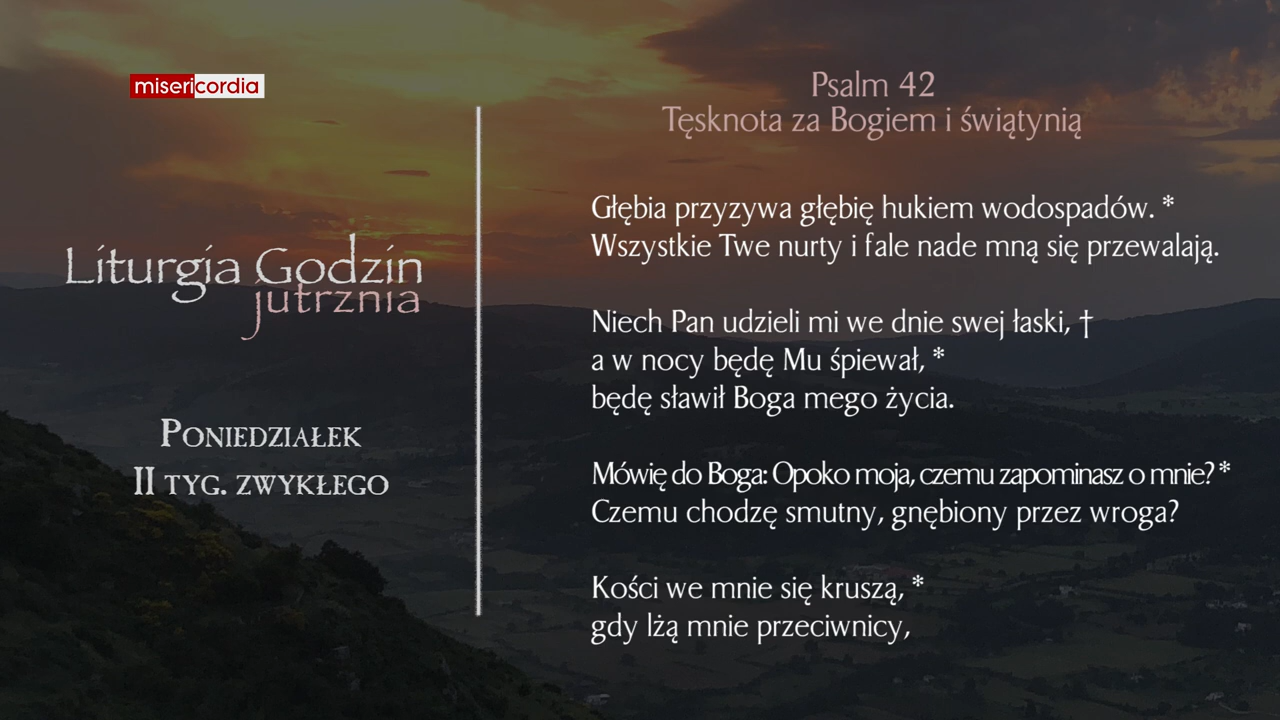 misericordia
Liturgia Godzin
jutrznia
Poniedziałek
II tyg. zwykłego
Psalm 42
Tęsknota za Bogiem i świątynią
Głębia przyzywa głębię hukiem wodospadów. *
Wszystkie Twe nurty i fale nade mną się przewalają.
Niech Pan udzieli mi we dnie swej łaski, †
a w nocy będę Mu śpiewał, *
będę sławił Boga mego życia.
Mówię do Boga: Opoko moja, czemu zapominasz o mnie? *
Czemu chodzę smutny, gnębiony przez wroga?
Kości we mnie się kruszą, *
gdy lżą mnie przeciwnicy,